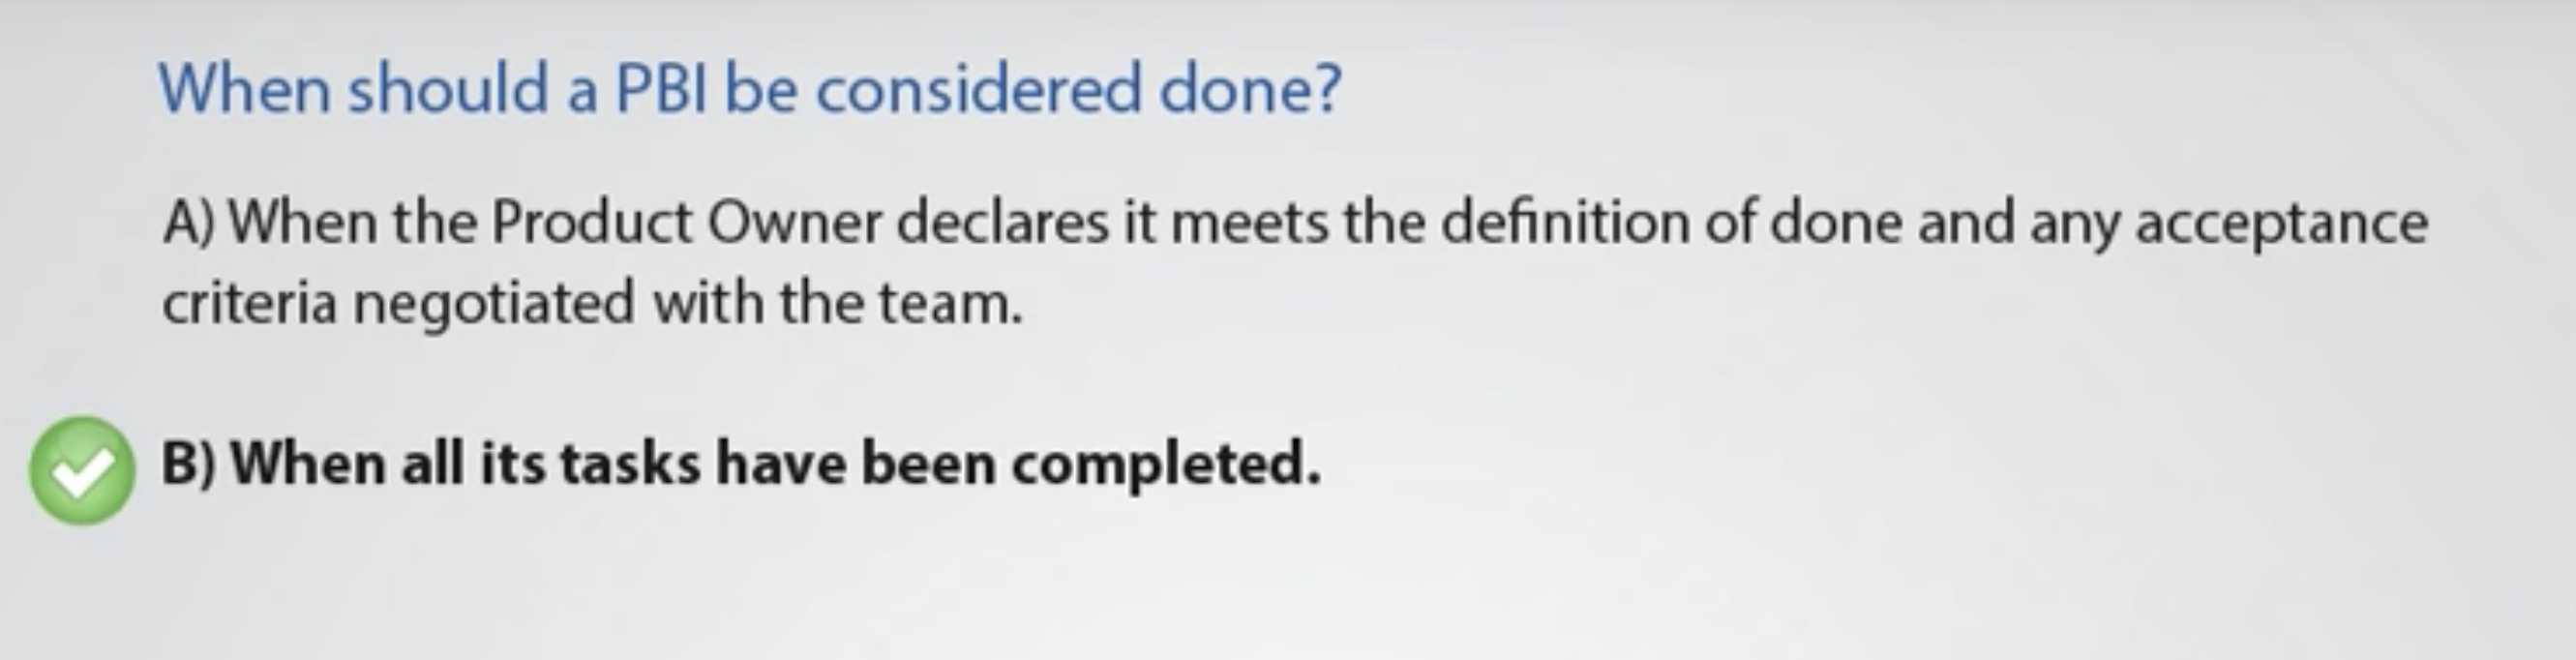 When should a PBI be considered done?
A) When the Product Owner declares it meets the definition of done and any acceptance
criteria negotiated with the team.
B) When all its tasks have been completed.